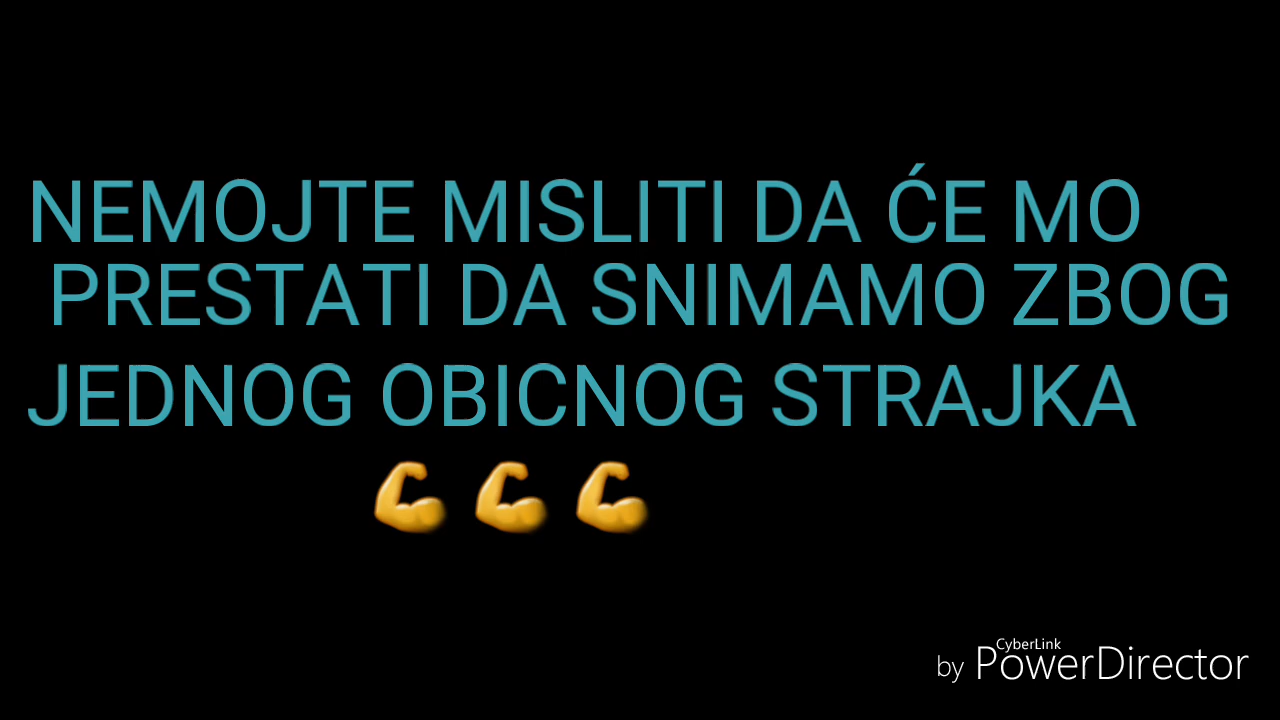 NEMOJTE MISLITI DA ĆE MO
PRESTATI DA SNIMAMO ZBOG
JEDNOG OBICNOG STRAJKA
💪💪💪
CyberLink
by PowerDirector